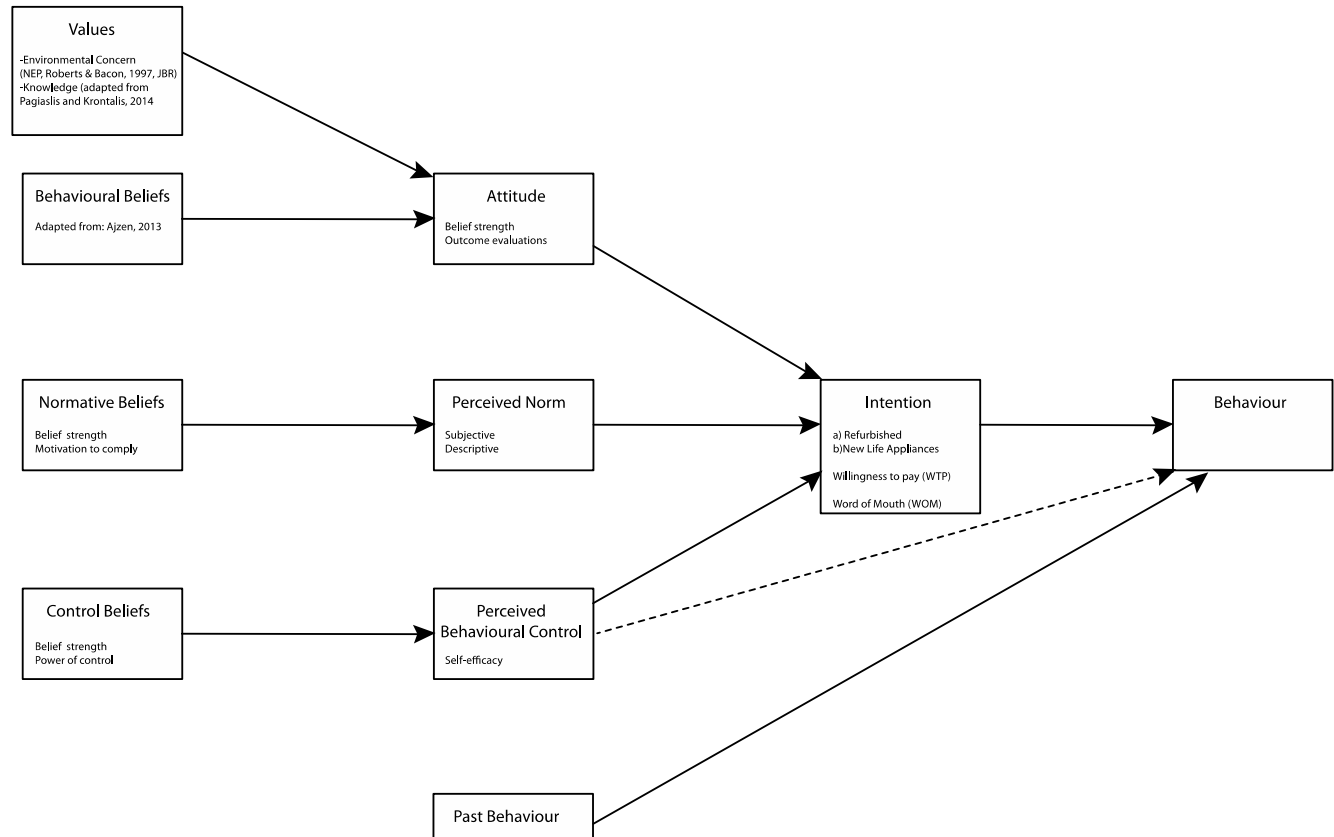 Values
-Environmental Concern
(NEP, Roberts & Bacon, 1997, JBR)
-Knowledge (adapted from
Pagiaslis and Krontalis, 2014
Behavioural Beliefs
Adapted from: Ajzen, 2013
Attitude
Belief strength
Outcome evaluations
Normative Beliefs
Belief strength
Motivation to comply
Perceived Norm
Subjective
Descriptive
Intention
a) Refurbished
b)New Life Appliances
Willingness to pay (WTP)
Word of Mouth (WOM)
Behaviour
Control Beliefs
Belief strength
Power of control
Perceived
Behavioural Control
Self-efficacy
Past Behaviour